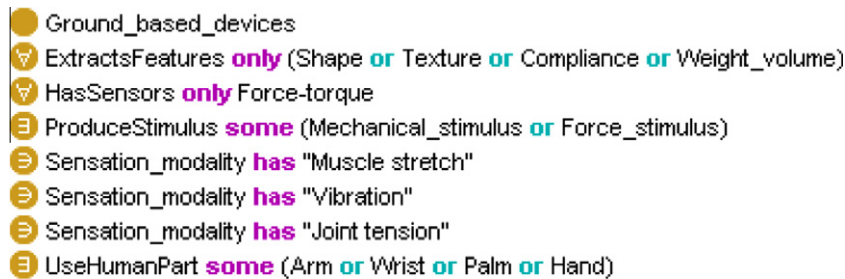 Ground_based_devices
ExtractsFeatures only (Shape or Texture or Compliance or Weight_volume)
HasSensors only Force-torque
ProduceStimulus some (Mechanical_stimulus or Force_stimulus)
Sensation_modality has "Muscle stretch"
Sensation_modality has "Vibration"
Sensation_modality has "Joint tension"
UseHumanPart some (Arm or Wrist or Palm or Hand)